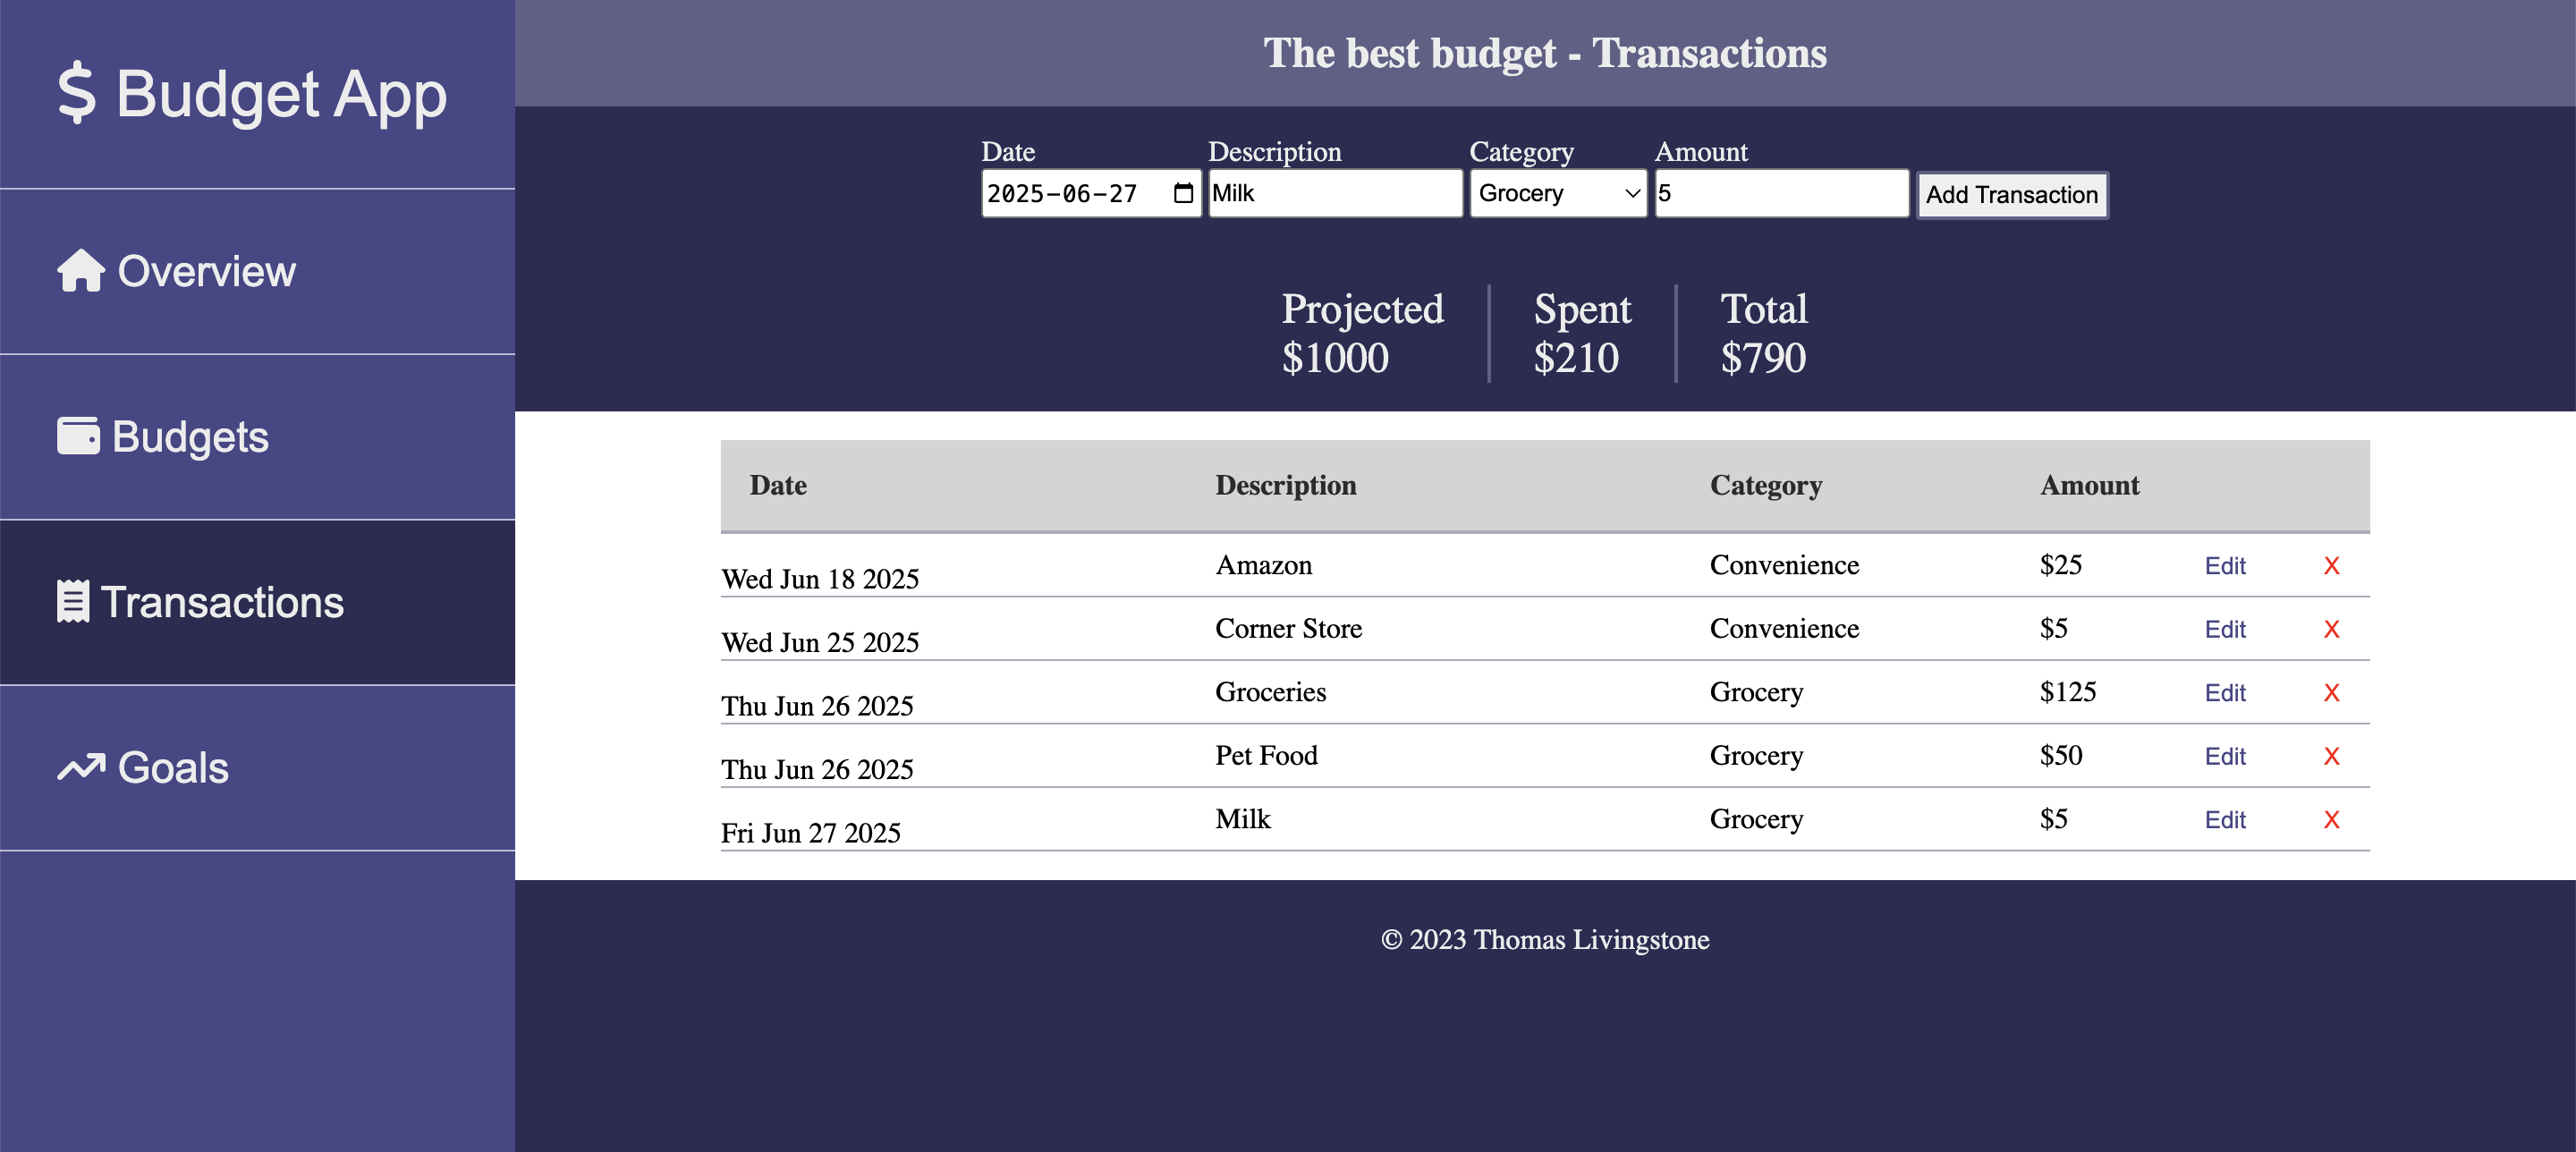 Budget App
Overview
Budgets
Transactions
Goals
The best budget - Transactions
Date Description Category Amount
2025-06-27 Milk Grocery 5 Add Transaction
Projected Spent Total
$1000 $210 $790
Date Description Category Amount
Wed Jun 18 2025 Amazon Convenience $25 Edit X
Wed Jun 25 2025 Corner Store Convenience $5 Edit X
Thu Jun 26 2025 Groceries Grocery $125 Edit X
Thu Jun 26 2025 Pet Food Grocery $50 Edit X
Fri Jun 27 2025 Milk Grocery $5 Edit X
© 2023 Thomas Livingstone